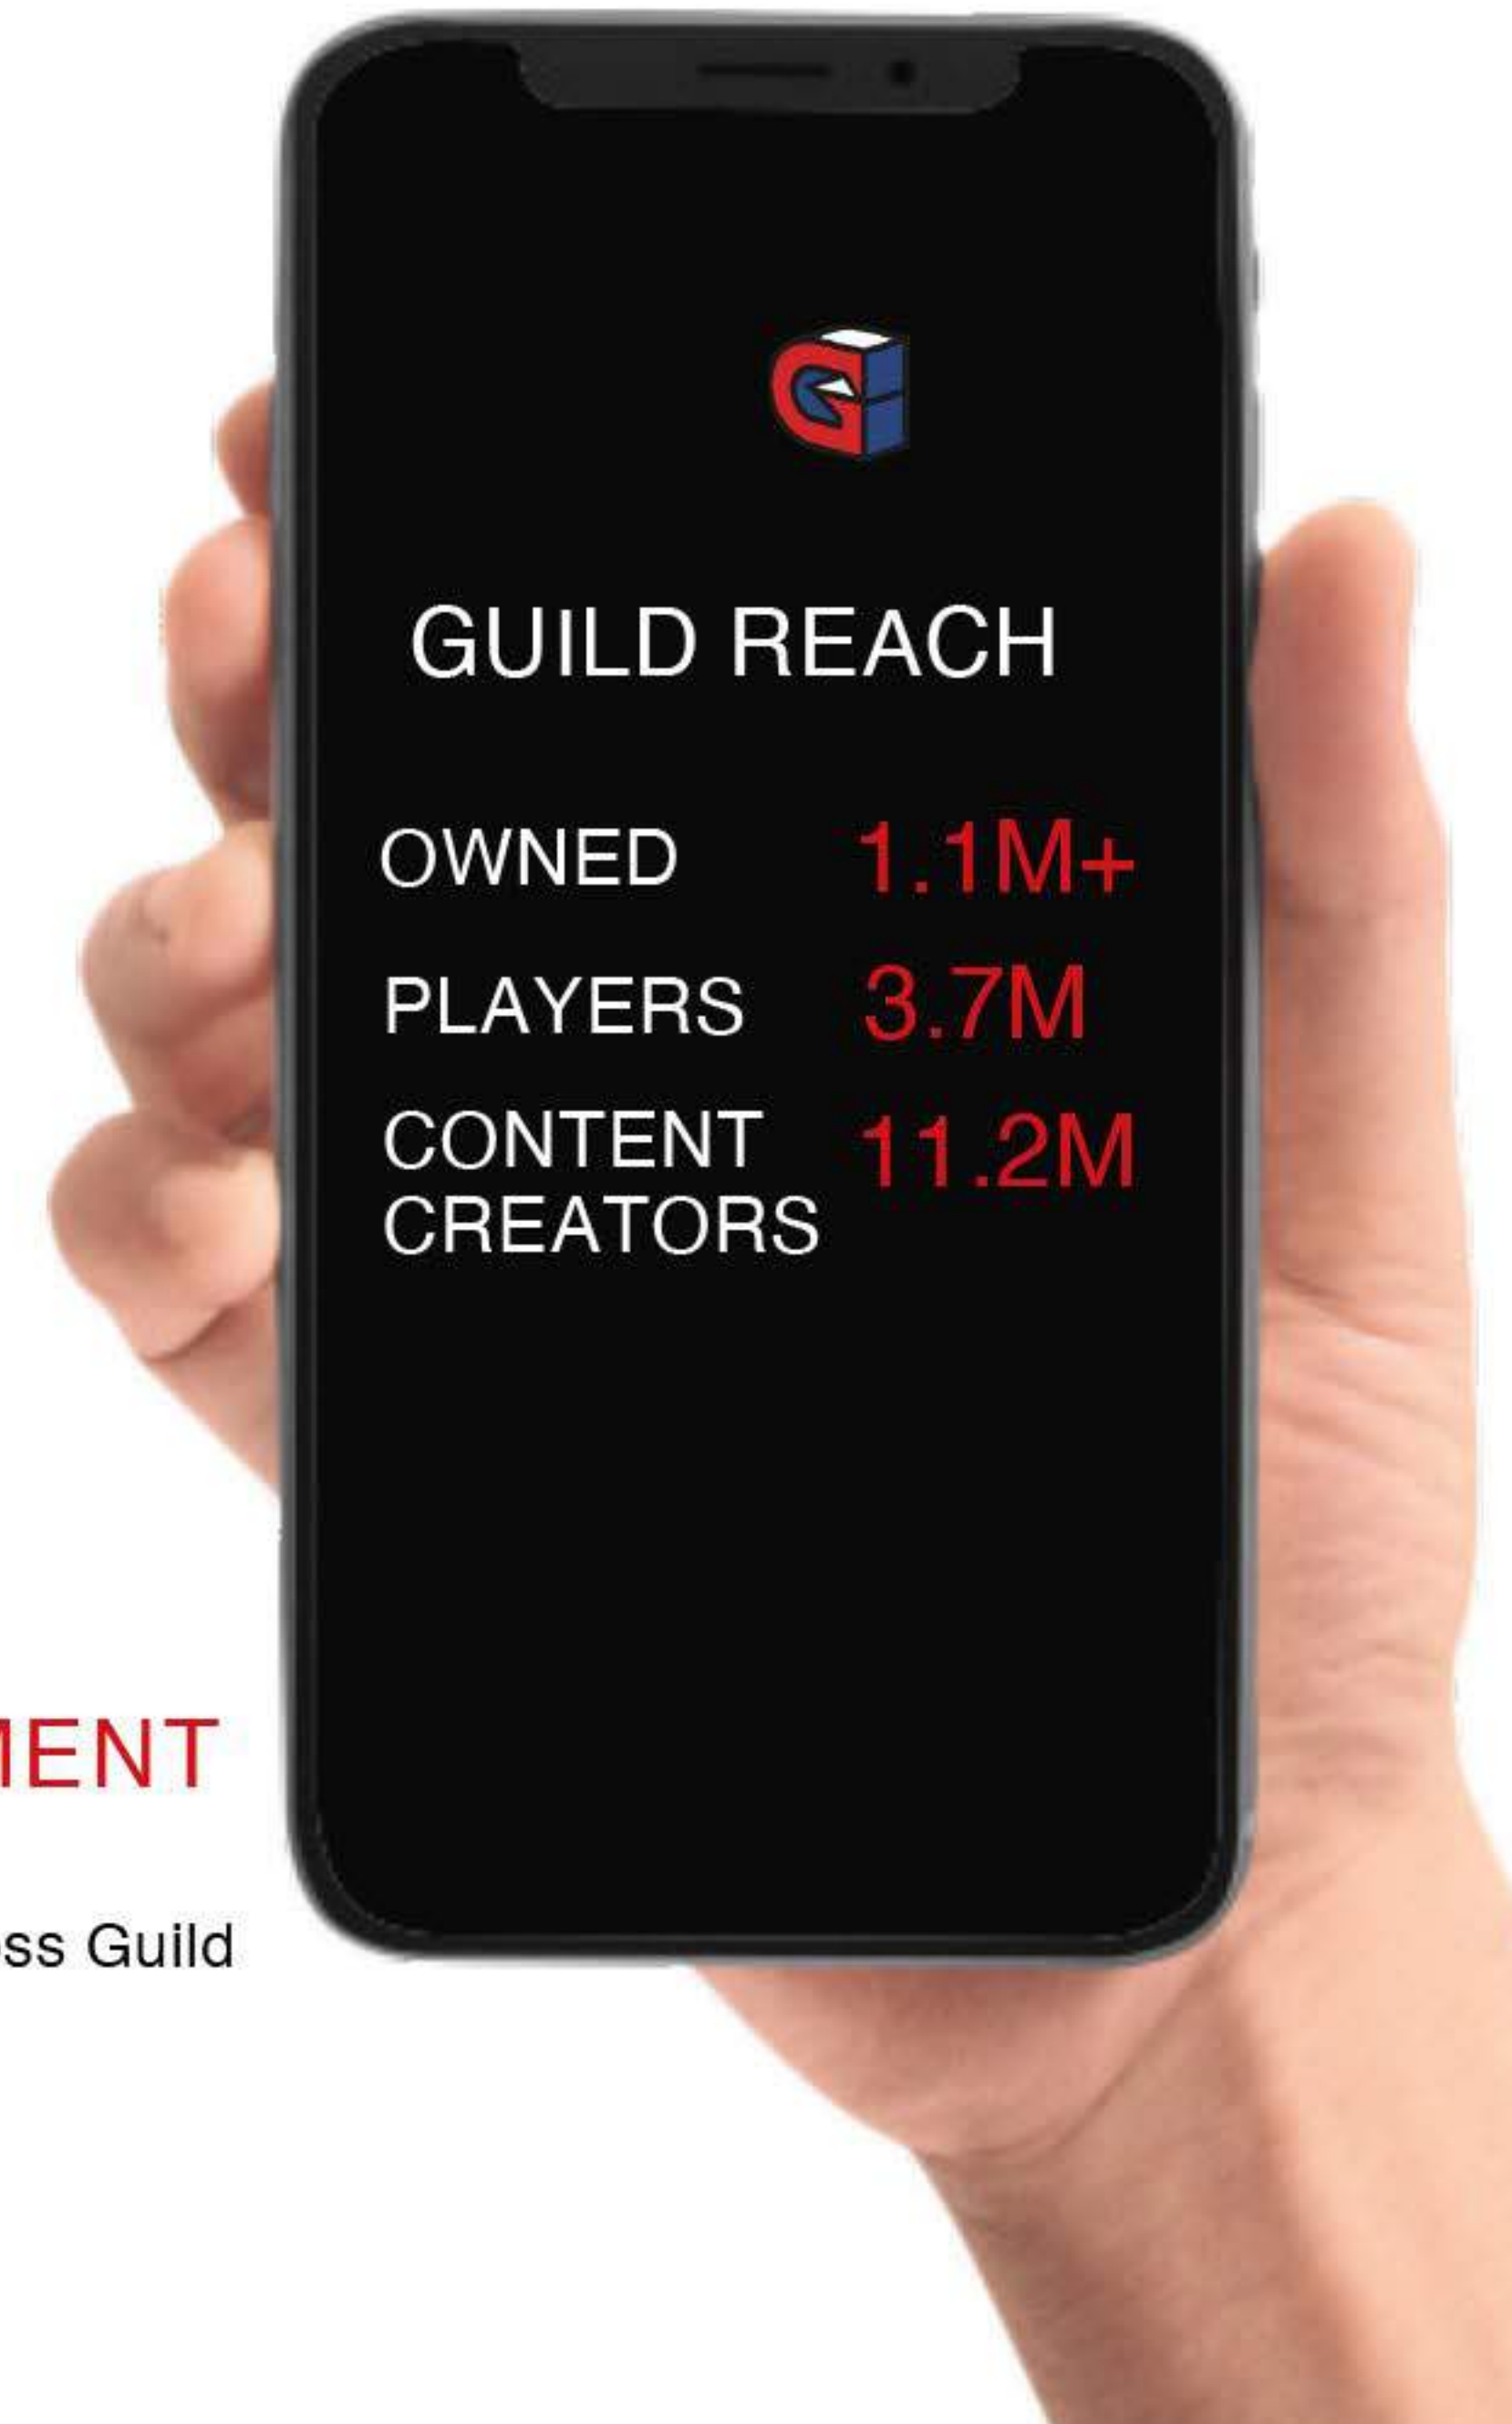 GUILD REACH
OWNED 1.1M+
PLAYERS 3.7M
CONTENT 11.2M
CREATORS
MENT
ss Guild